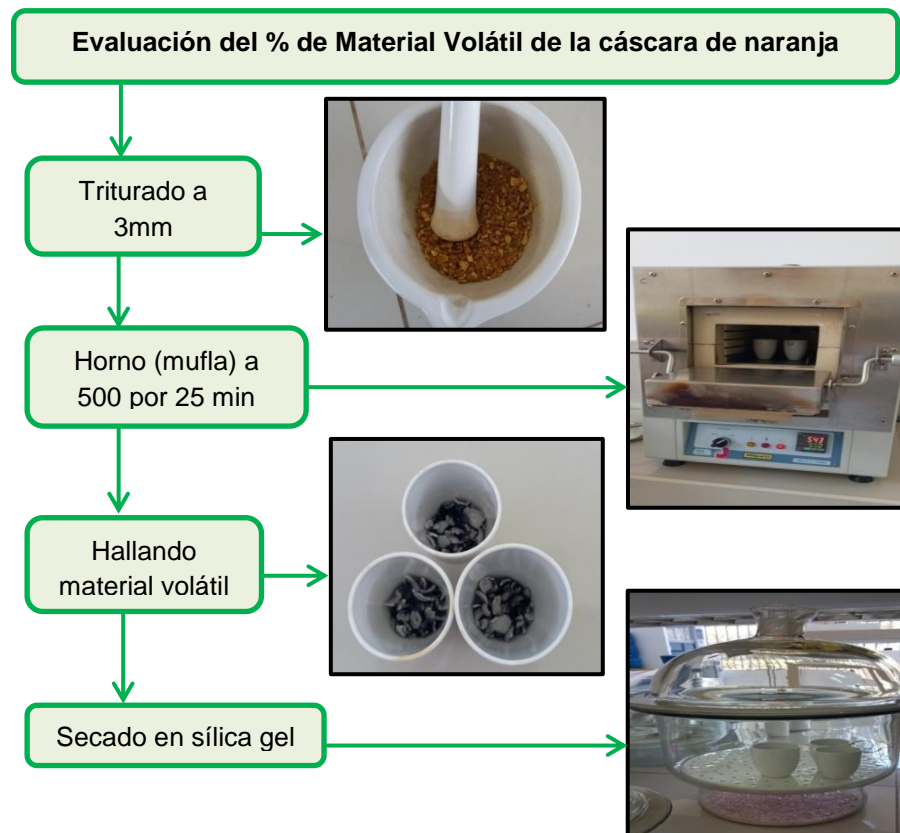 Evaluación del % de Material Volátil de la cáscara de naranja
Triturado a
3mm
Horno (mufla) a
500 por 25 min
Hallando
material volátil
Secado en sílica gel
543